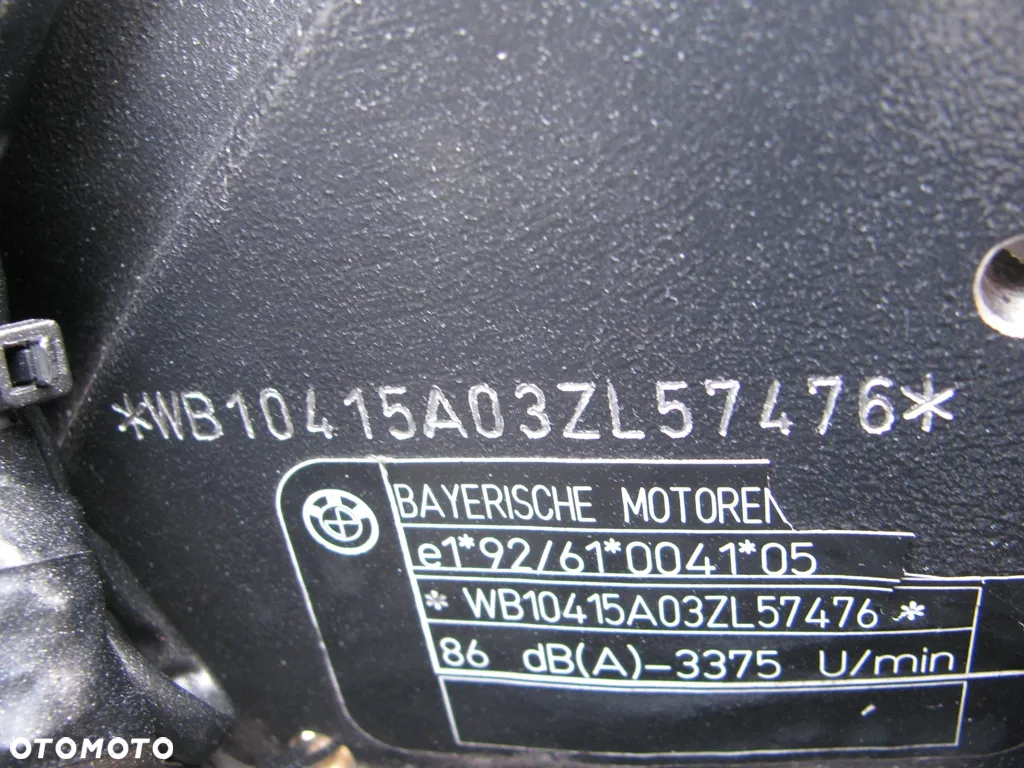 *WB10415A03ZL57476*
BAYERISCHE MOTOREN
e1*92/61*0041*05
* WB10415A03ZL57476 *
86 dB(A)-3375 U/min
OTOMOTO